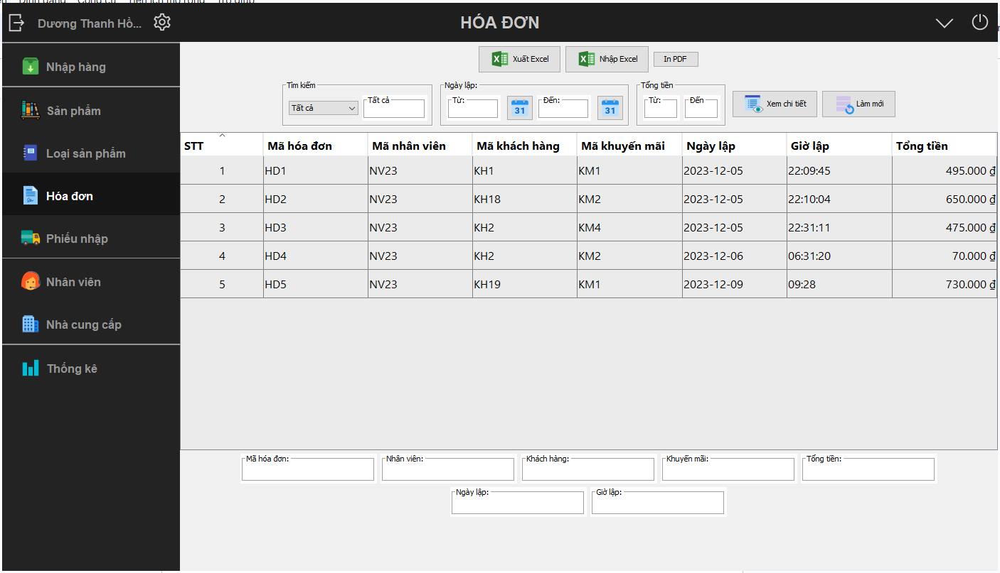 Dương Thanh Hồ...
HÓA ĐƠN
Nhập hàng
Sản phẩm
Loại sản phẩm
Hóa đơn
Phiếu nhập
Nhân viên
Nhà cung cấp
Thống kê
Xuất Excel Nhập Excel In PDF
Tìm kiếm Ngày lập: Tổng tiền
Tất cả Tất cả Từ: 31 Đến: 31 Từ: Đến Xem chi tiết Làm mới
STT Mã hóa đơn Mã nhân viên Mã khách hàng Mã khuyến mãi Ngày lập Giờ lập Tổng tiền
1 HD1 NV23 KH1 KM1 2023-12-05 22:09:45 495.000 ₫
2 HD2 NV23 KH18 KM2 2023-12-05 22:10:04 650.000 ₫
3 HD3 NV23 KH2 KM4 2023-12-05 22:31:11 475.000 ₫
4 HD4 NV23 KH2 KM2 2023-12-06 06:31:20 70.000 ₫
5 HD5 NV23 KH19 KM1 2023-12-09 09:28 730.000 ₫
Mã hóa đơn: Nhân viên: Khách hàng: Khuyến mãi: Tổng tiền:
Ngày lập: Giờ lập: